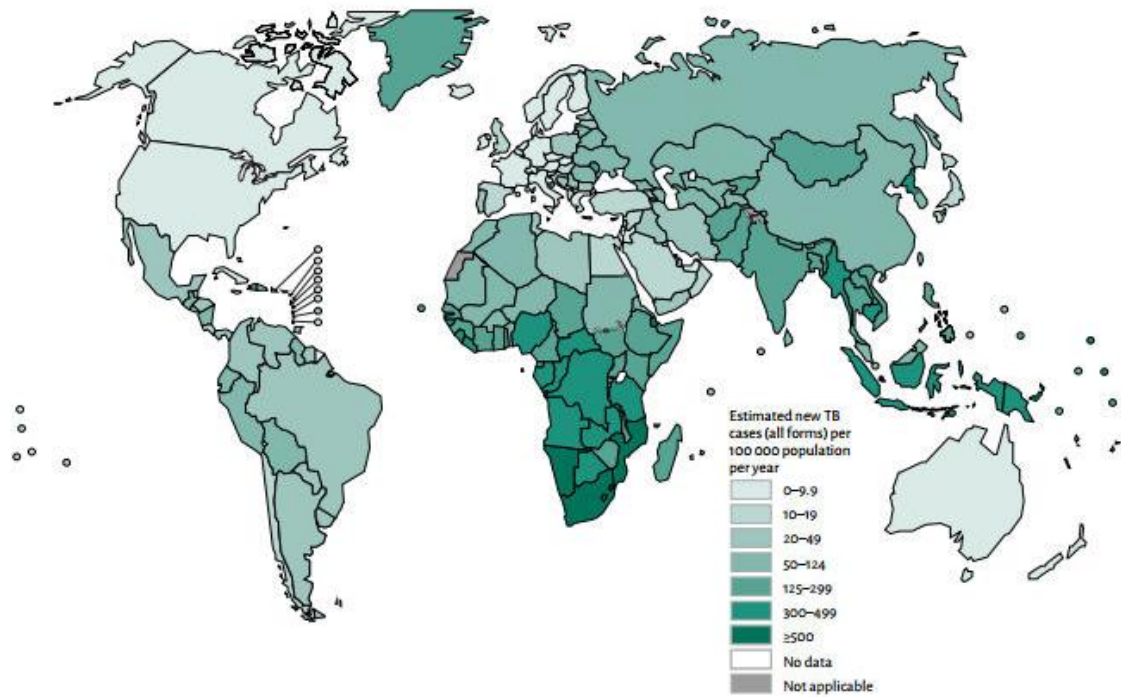 Estimated new TB
cases (all forms) per
100 000 population
per year
0–9.9
10–19
20–49
50–124
125–299
300–499
≥500
No data
Not applicable